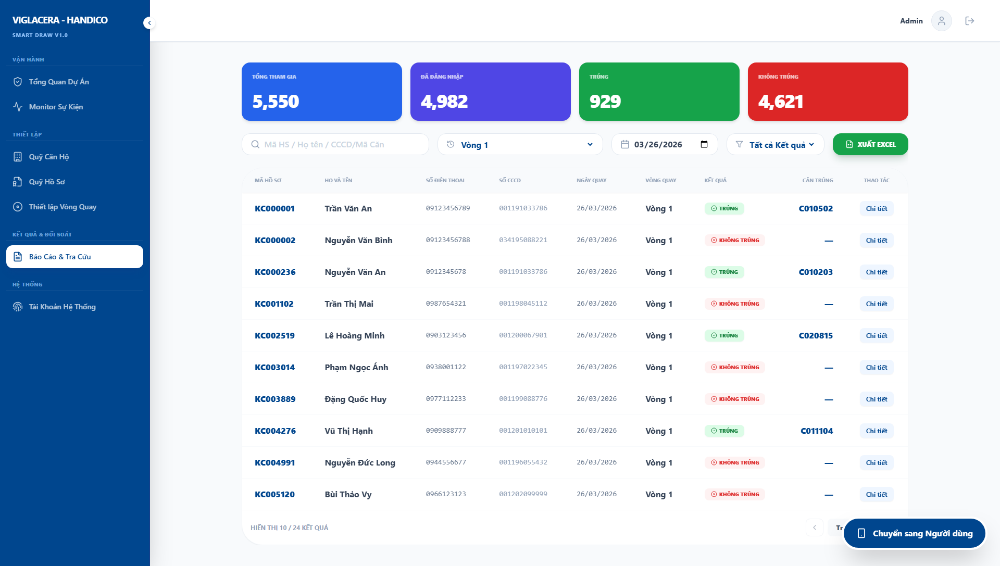 VIGLACERA - HANDICO
SMART DRAW V1.0
VẬN HÀNH
Tổng Quan Dự Án
Monitor Sự Kiện
THIẾT LẬP
Quỹ Căn Hộ
Quỹ Hồ Sơ
Thiết lập Vòng Quay
KẾT QUẢ & ĐỐI SOÁT
Báo Cáo & Tra Cứu
HỆ THỐNG
Tài Khoản Hệ Thống
Admin
TỔNG THAM GIA
5,550
ĐÃ ĐĂNG NHẬP
4,982
TRÚNG
929
KHÔNG TRÚNG
4,621
Mã HS / Họ tên / CCCD/Mã Căn
Vòng 1
03/26/2026
Tất cả Kết quả
XUẤT EXCEL
MÃ HỒ SƠ HỌ VÀ TÊN SỐ ĐIỆN THOẠI SỐ CCCD NGÀY QUAY VÒNG QUAY KẾT QUẢ CĂN TRÚNG THAO TÁC
KC000001 Trần Văn An 09123456789 001191033786 26/03/2026 Vòng 1 TRÚNG C010502 Chi tiết
KC000002 Nguyễn Văn Bình 09123456788 034195088221 26/03/2026 Vòng 1 KHÔNG TRÚNG — Chi tiết
KC000236 Nguyễn Văn An 0912345678 001191033786 26/03/2026 Vòng 1 TRÚNG C010203 Chi tiết
KC001102 Trần Thị Mai 0987654321 001198045112 26/03/2026 Vòng 1 KHÔNG TRÚNG — Chi tiết
KC002519 Lê Hoàng Minh 0903123456 001200067901 26/03/2026 Vòng 1 TRÚNG C020815 Chi tiết
KC003014 Phạm Ngọc Ánh 0938001122 001197022345 26/03/2026 Vòng 1 KHÔNG TRÚNG — Chi tiết
KC003889 Đặng Quốc Huy 0977112233 001199088776 26/03/2026 Vòng 1 KHÔNG TRÚNG — Chi tiết
KC004276 Vũ Thị Hạnh 0909888777 001201010101 26/03/2026 Vòng 1 TRÚNG C011104 Chi tiết
KC004991 Nguyễn Đức Long 0944556677 001196055432 26/03/2026 Vòng 1 KHÔNG TRÚNG — Chi tiết
KC005120 Bùi Thảo Vy 0966123123 001202099999 26/03/2026 Vòng 1 KHÔNG TRÚNG — Chi tiết
HIỂN THỊ 10 / 24 KẾT QUẢ
Chuyển sang Người dùng